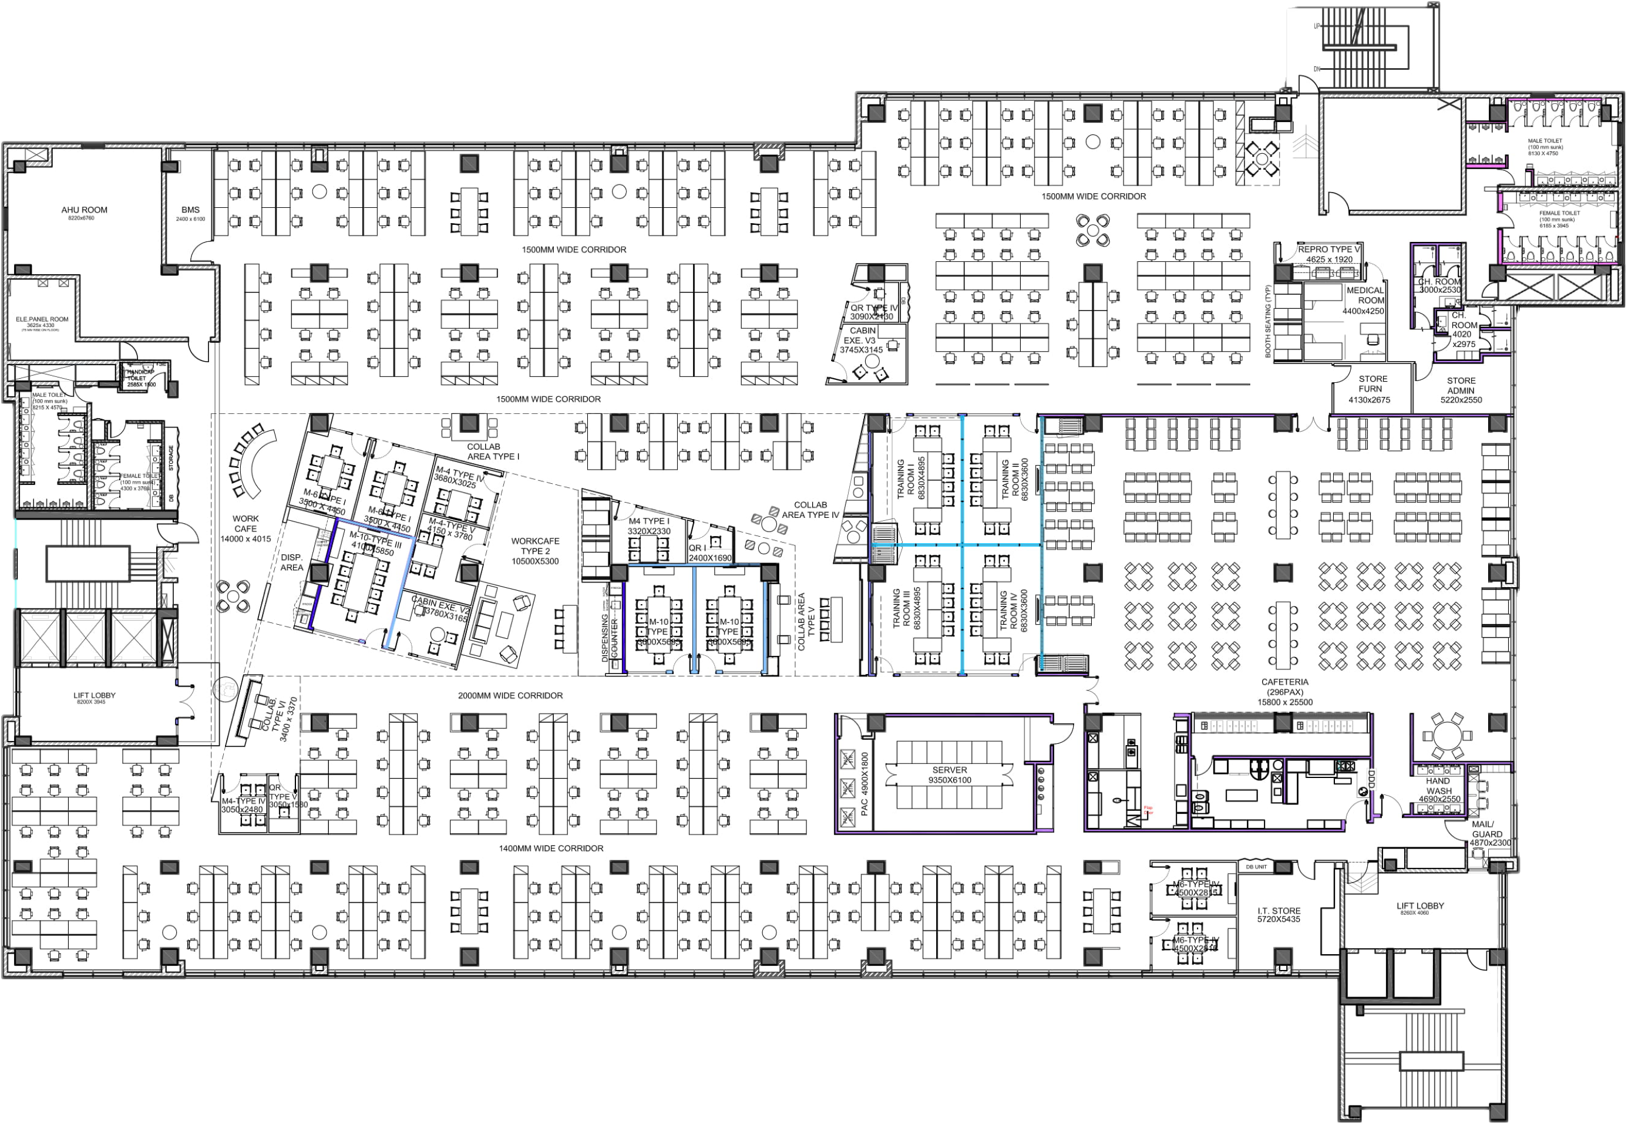 UP
DN
MALE TOILET
(100 mm sunk)
8130 X 4750
AHU ROOM
8220x6760
BMS
2400 x 6100
1500MM WIDE CORRIDOR
FEMALE TOILET
(100 mm sunk)
8185 x 3945
1500MM WIDE CORRIDOR
REPRO TYPE V
4625 x 1920
CH. ROOM
3000x2530
MEDICAL
ROOM
4400x4250
BOOTH SEATING (TYP)
QR TYPE IV
3090X2130
CABIN
EXE. V3
3745X3145
CH.
ROOM
4020
x2975
ELE.PANEL ROOM
3625x 4330
HANDICAP
TOILET
2585X 1500
STORE
FURN
4130x2675
STORE
ADMIN
5220x2550
1500MM WIDE CORRIDOR
MALE TOILET
(100 mm sunk)
8215 X 4570
COLLAB
AREA TYPE I
STORAGE
DB
FEMALE TOILET
(100 mm sunk)
4300 x 3760
M-6 TYPE I
3500 X 4450
M-6 TYPE I
3500 X 4450
M-4 TYPE IV
3680X3025
M-4-TYPE V
4150 x 3780
TRAINING
ROOM I
6830X4895
TRAINING
ROOM II
6830X3600
WORK
CAFE
14000 x 4015
COLLAB
AREA TYPE IV
M4 TYPE I
3320X2330
QR I
2400X1690
DISP.
AREA
M-10-TYPE III
4100X5850
WORKCAFE
TYPE 2
10500X5300
CABIN EXE. V2
3780X3165
DISPENSING
COUNTER
M-10
TYPE
M-10
TYPE
COLLAB AREA
TYPE V
TRAINING
ROOM III
6830X4895
TRAINING
ROOM IV
6830X3600
LIFT LOBBY
8200X 3945
2000MM WIDE CORRIDOR
CAFETERIA
(296PAX)
15800 x 25500
COLLAB.
TYPE VI
3400 x 3370
PAC 4900X1800
SERVER
9350X6100
M4-TYPE IV
3050x2480
QR
TYPE V
3050x1580
HAND
WASH
4690x2550
MAIL/
GUARD
4870x2300
1400MM WIDE CORRIDOR
DB UNIT
M6-TYPE IV
4500X2815
M6-TYPE IV
I.T. STORE
5720X5435
LIFT LOBBY
8260X 4060